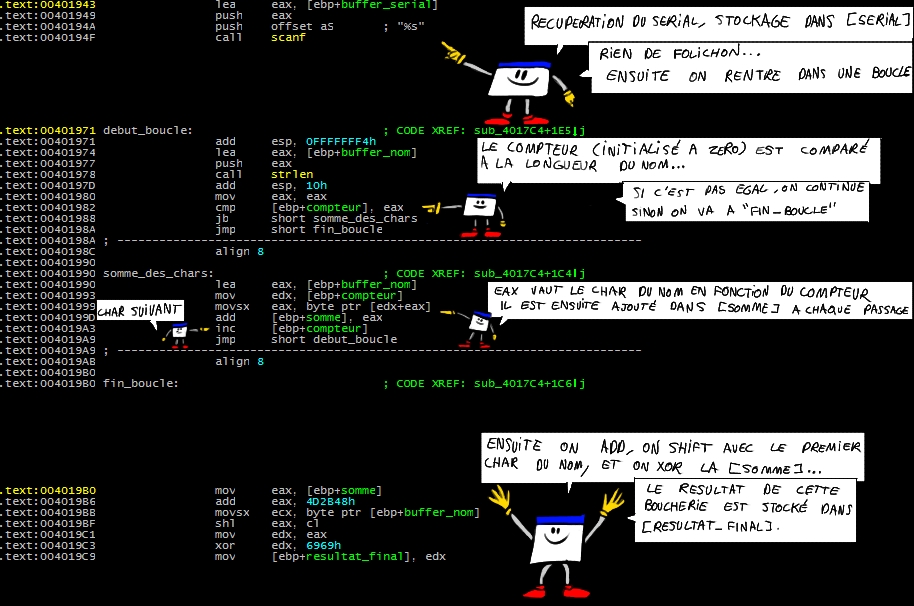 .text:00401943 lea eax, [ebp+buffer_serial]
.text:00401949 push eax
.text:0040194A push offset aS ; "%s"
.text:0040194F call scanf
RECUPERATION DU SERIAL, STOCKAGE DANS [SERIAL]
RIEN DE FOLICHON...
ENSUITE ON RENTRE DANS UNE BOUCLE
.text:00401971 debut_boucle: ; CODE XREF: sub_4017C4+1E5↓j
.text:00401971 add esp, 0FFFFFFF4h
.text:00401974 lea eax, [ebp+buffer_nom]
.text:00401977 push eax
.text:00401978 call strlen
.text:0040197D add esp, 10h
.text:00401980 mov eax, eax
.text:00401982 cmp [ebp+compteur], eax
.text:00401988 jb short somme_des_chars
.text:0040198A jmp short fin_boucle
.text:0040198A ; ---------------------------------------------------------------------------
.text:0040198C align 8
.text:00401990
LE COMPTEUR (INITIALISÉ A ZERO) EST COMPARÉ
A LA LONGUEUR DU NOM...
SI C'EST PAS EGAL, ON CONTINUE
SINON ON VA A "FIN_BOUCLE"
.text:00401990 somme_des_chars: ; CODE XREF: sub_4017C4+1C4↓j
.text:00401990 lea eax, [ebp+buffer_nom]
.text:00401993 mov edx, [ebp+compteur]
.text:00401999 movsx eax, byte ptr [edx+eax]
.text:0040199D add [ebp+somme], eax
.text:004019A3 inc [ebp+compteur]
.text:004019A9 jmp short debut_boucle
.text:004019A9 ; ---------------------------------------------------------------------------
.text:004019AB align 8
CHAR SUIVANT
EAX VAUT LE CHAR DU NOM EN FONCTION DU COMPTEUR
IL EST ENSUITE AJOUTÉ DANS [SOMME] A CHAQUE PASSAGE
.text:004019B0 fin_boucle: ; CODE XREF: sub_4017C4+1C6↓j
ENSUITE ON ADD, ON SHIFT AVEC LE PREMIER
CHAR DU NOM, ET ON XOR LA [SOMME]...
LE RESULTAT DE CETTE
BOUCHERIE EST STOCKÉ DANS
[RESULTAT_FINAL].
.text:004019B0 mov eax, [ebp+somme]
.text:004019B6 add eax, 4D2B48h
.text:004019BB movsx ecx, byte ptr [ebp+buffer_nom]
.text:004019BF shl eax, cl
.text:004019C1 mov edx, eax
.text:004019C3 xor edx, 6969h
.text:004019C9 mov [ebp+resultat_final], edx